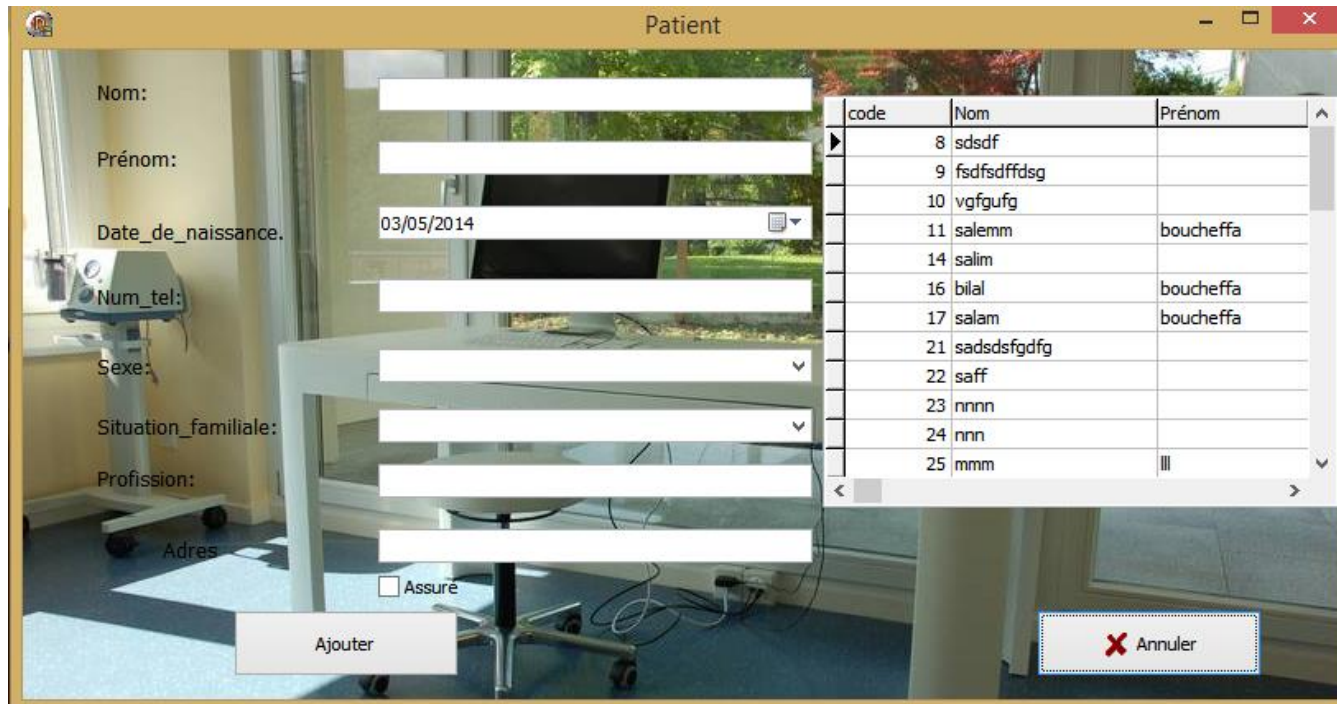 Patient
Nom:
Prénom:
Date_de_naissance.
03/05/2014
Num_tel:
Sexe:
Situation_familiale:
Profission:
Adres
Assuré
Ajouter
Annuler
code Nom Prénom
8 sdsdf
9 fsdfsdffdsg
10 vgfgufg
11 salemm boucheffa
14 salim
16 bilal boucheffa
17 salam boucheffa
21 sadsdsfgdfg
22 saff
23 nnnn
24 nnn
25 mmm lll